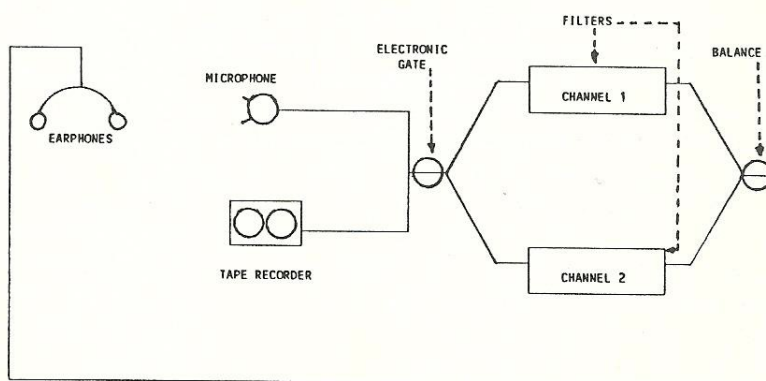 FILTERS
ELECTRONIC
GATE
BALANCE
MICROPHONE
CHANNEL 1
EARPHONES
TAPE RECORDER
CHANNEL 2